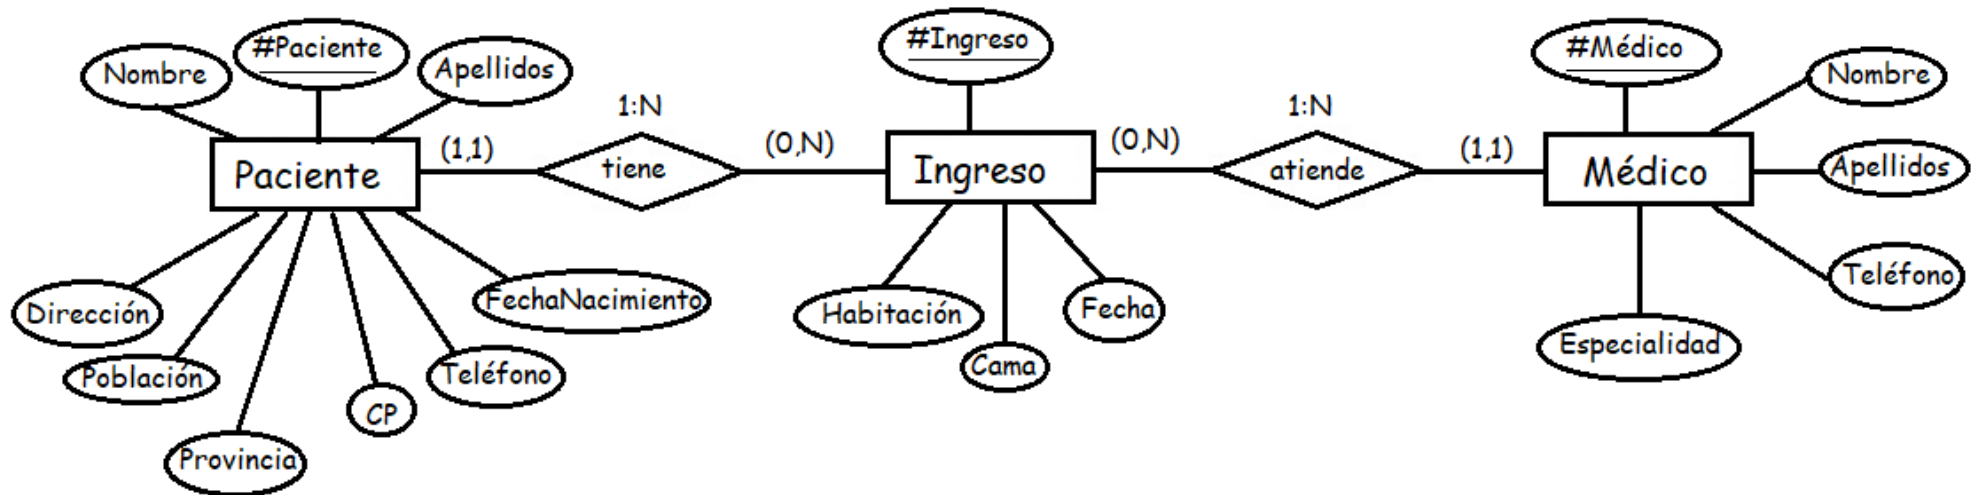 Nombre
#Paciente
Apellidos
Paciente
Dirección
Población
Provincia
CP
Teléfono
FechaNacimiento
(1,1)
1:N
tiene
(0,N)
#Ingreso
Ingreso
Habitación
Cama
Fecha
(0,N)
1:N
atiende
(1,1)
#Médico
Nombre
Médico
Apellidos
Teléfono
Especialidad